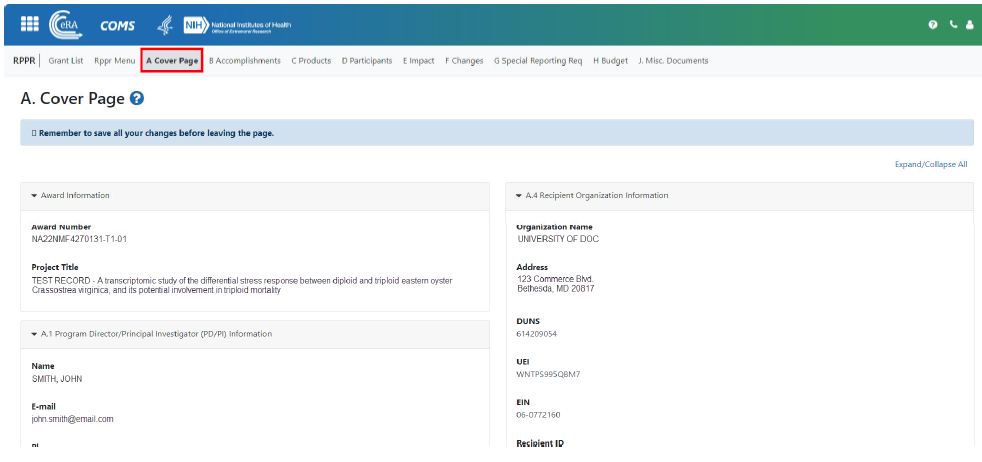 eRA COMS NIH National Institutes of Health
Office of Extramural Research
RPPR Grant List Rppr Menu A Cover Page B Accomplishments C Products D Participants E Impact F Changes G Special Reporting Req H Budget J. Misc. Documents
A. Cover Page ?
Remember to save all your changes before leaving the page.
Expand/Collapse All
Award Information
Award Number
NA22NMF4270131-T1-01
Project Title
TEST RECORD - A transcriptomic study of the differential stress response between diploid and triploid eastern oyster
Crassostrea virginica, and its potential involvement in triploid mortality
A.1 Program Director/Principal Investigator (PD/PI) Information
Name
SMITH, JOHN
E-mail
john.smith@email.com
A.4 Recipient Organization Information
Organization Name
UNIVERSITY OF DOC
Address
123 Commerce Blvd.
Bethesda, MD 20817
DUNS
614209054
UEI
WNTPS995QBM7
EIN
06-0772160
Recipient ID